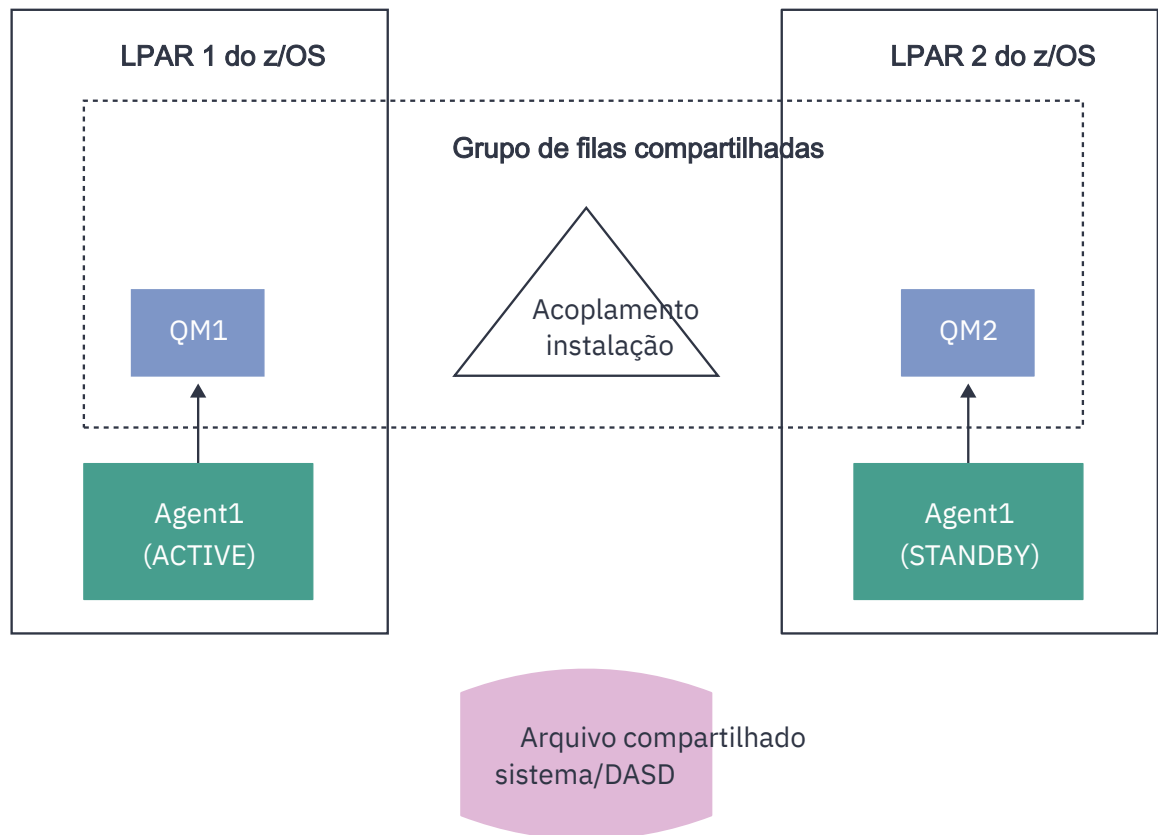 LPAR 1 do z/OS
LPAR 2 do z/OS
Grupo de filas compartilhadas
Acoplamento
instalação
QM1
QM2
Agent1
(ACTIVE)
Agent1
(STANDBY)
Arquivo compartilhado
sistema/DASD